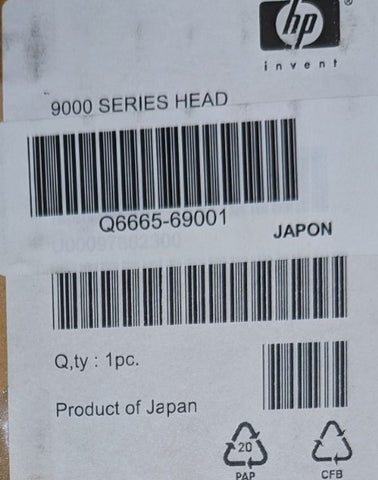 hp
®
invent
9000 SERIES HEAD
Q6665-69001
JAPON
Q,ty : 1pc.
Product of Japan
20
PAP
CFB